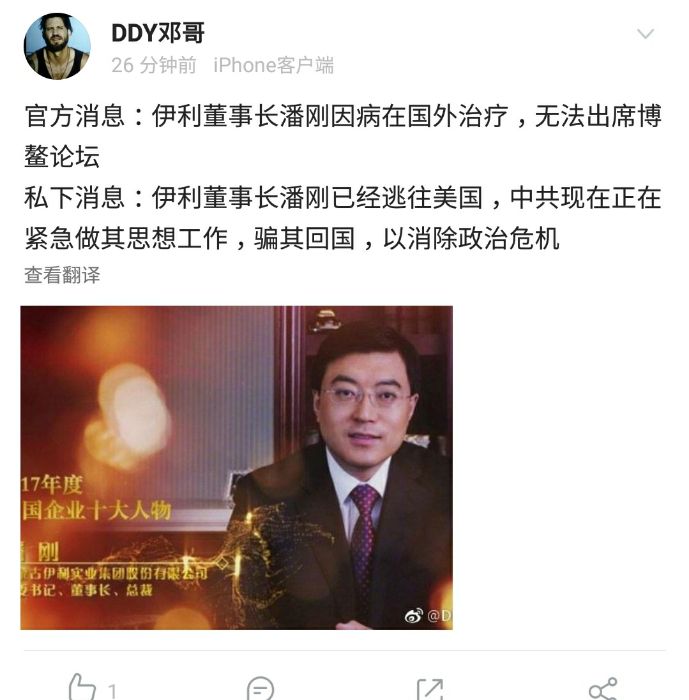 DDY邓哥
26 分钟前 iPhone客户端
官方消息：伊利董事长潘刚因病在国外治疗，无法出席博
鳌论坛
私下消息：伊利董事长潘刚已经逃往美国，中共现在正在
紧急做其思想工作，骗其回国，以消除政治危机
查看翻译
17年度
国企业十大人物
刚
古伊利实业集团股份有限公司
书记、董事长、总裁
@D
1